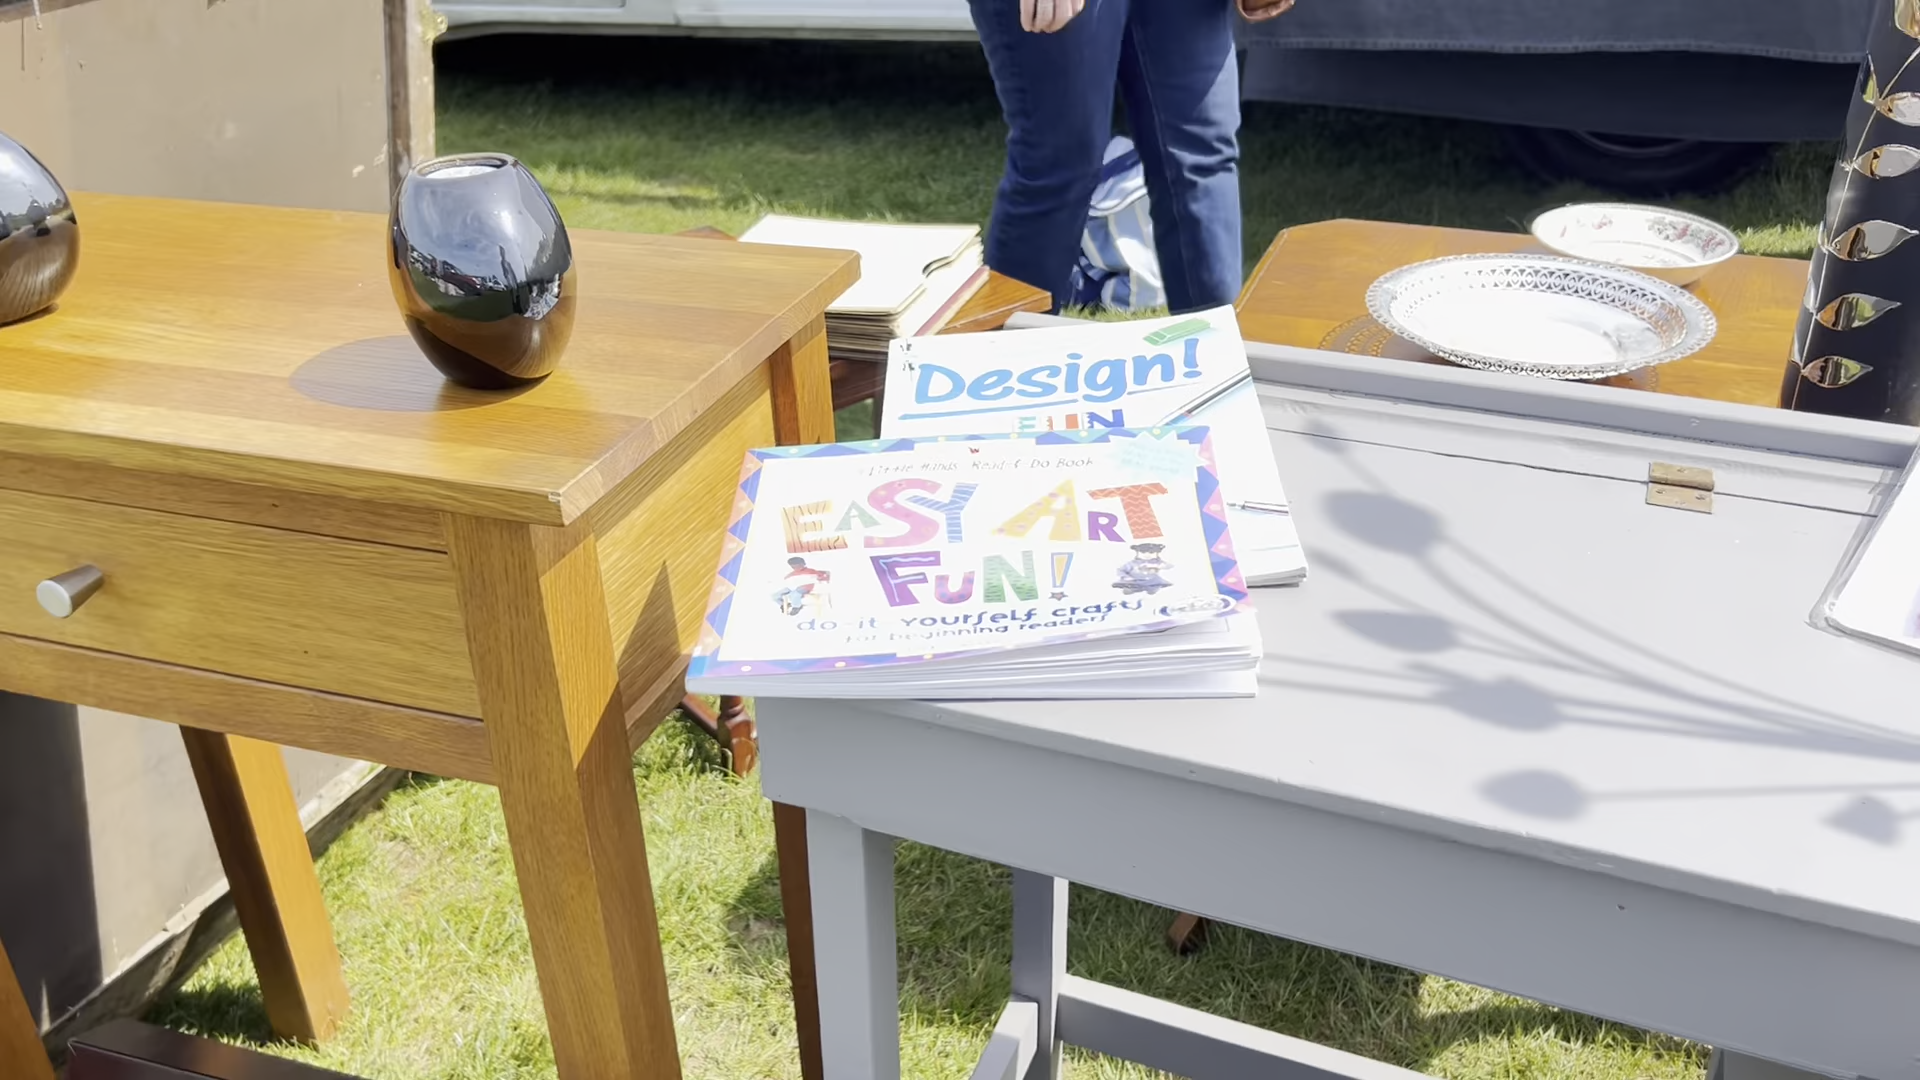 Design!
A Little Hands Read & Do Book
EASY ART
FUN!
do-it-yourself crafts
for beginning readers